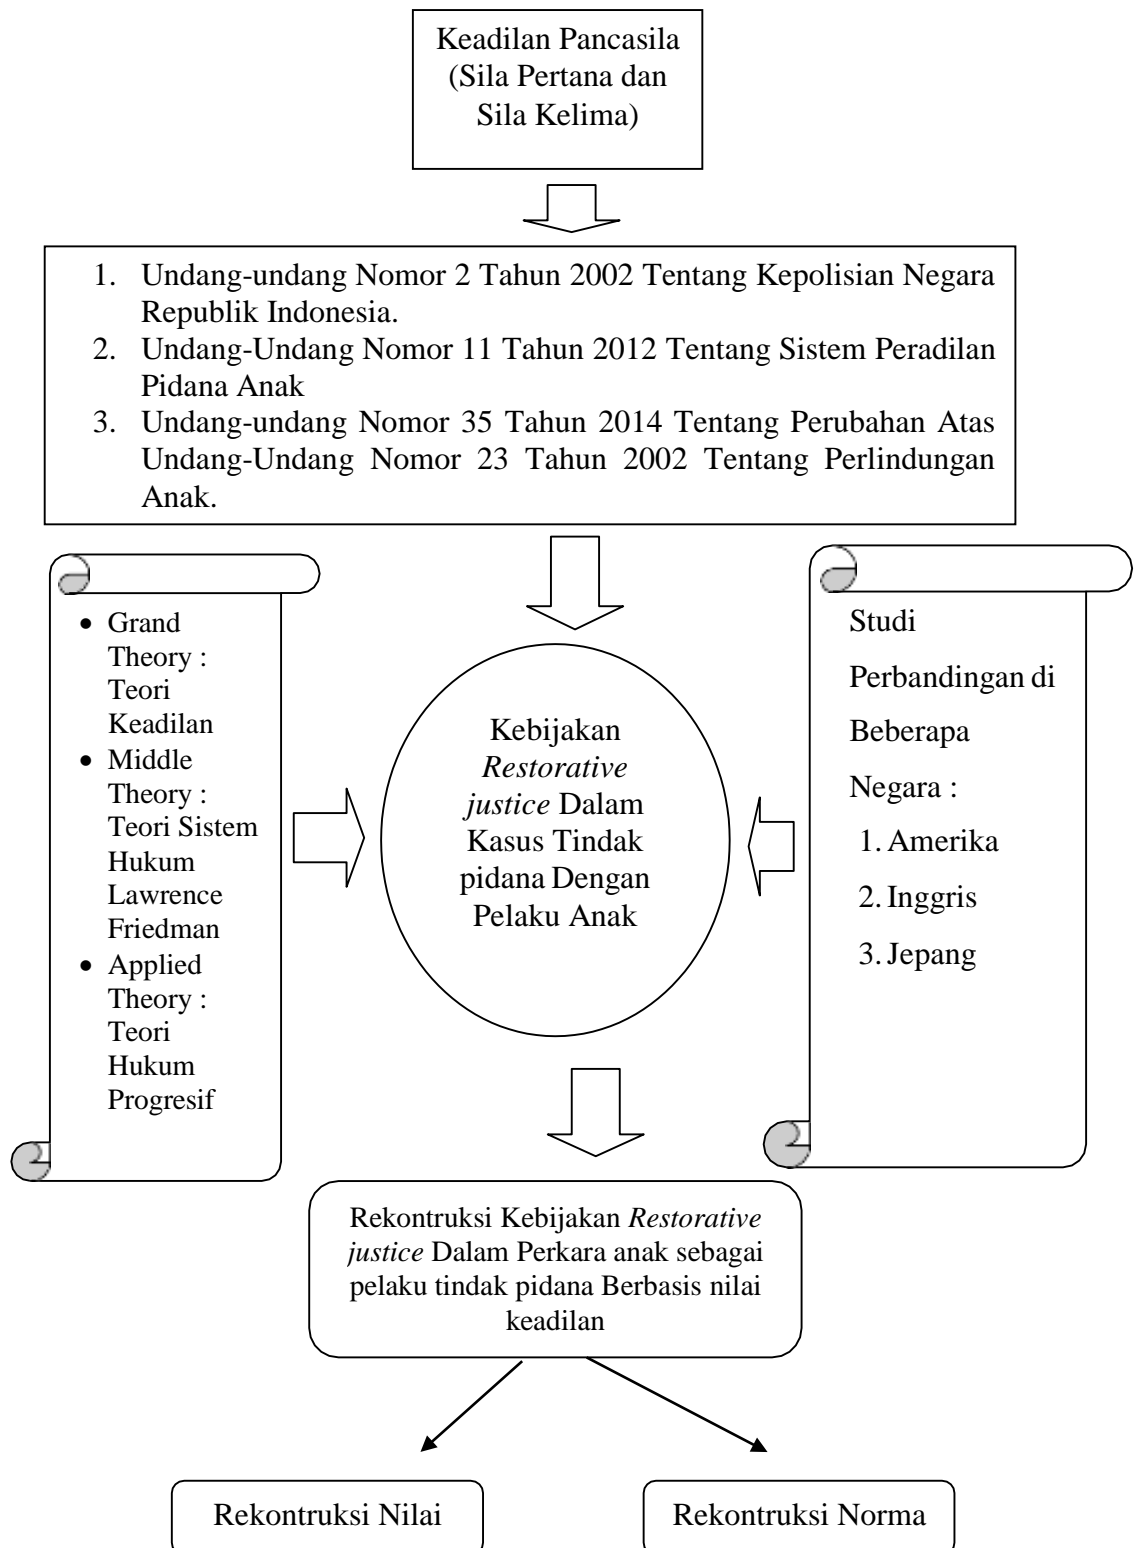 Keadilan Pancasila
(Sila Pertana dan
Sila Kelima)
1. Undang-undang Nomor 2 Tahun 2002 Tentang Kepolisian Negara
Republik Indonesia.
2. Undang-Undang Nomor 11 Tahun 2012 Tentang Sistem Peradilan
Pidana Anak
3. Undang-undang Nomor 35 Tahun 2014 Tentang Perubahan Atas
Undang-Undang Nomor 23 Tahun 2002 Tentang Perlindungan
Anak.
• Grand
Theory :
Teori
Keadilan
• Middle
Theory :
Teori Sistem
Hukum
Lawrence
Friedman
• Applied
Theory :
Teori
Hukum
Progresif
Kebijakan
Restorative
justice Dalam
Kasus Tindak
pidana Dengan
Pelaku Anak
Studi
Perbandingan di
Beberapa
Negara :
1. Amerika
2. Inggris
3. Jepang
Rekontruksi Kebijakan Restorative
justice Dalam Perkara anak sebagai
pelaku tindak pidana Berbasis nilai
keadilan
Rekontruksi Nilai
Rekontruksi Norma